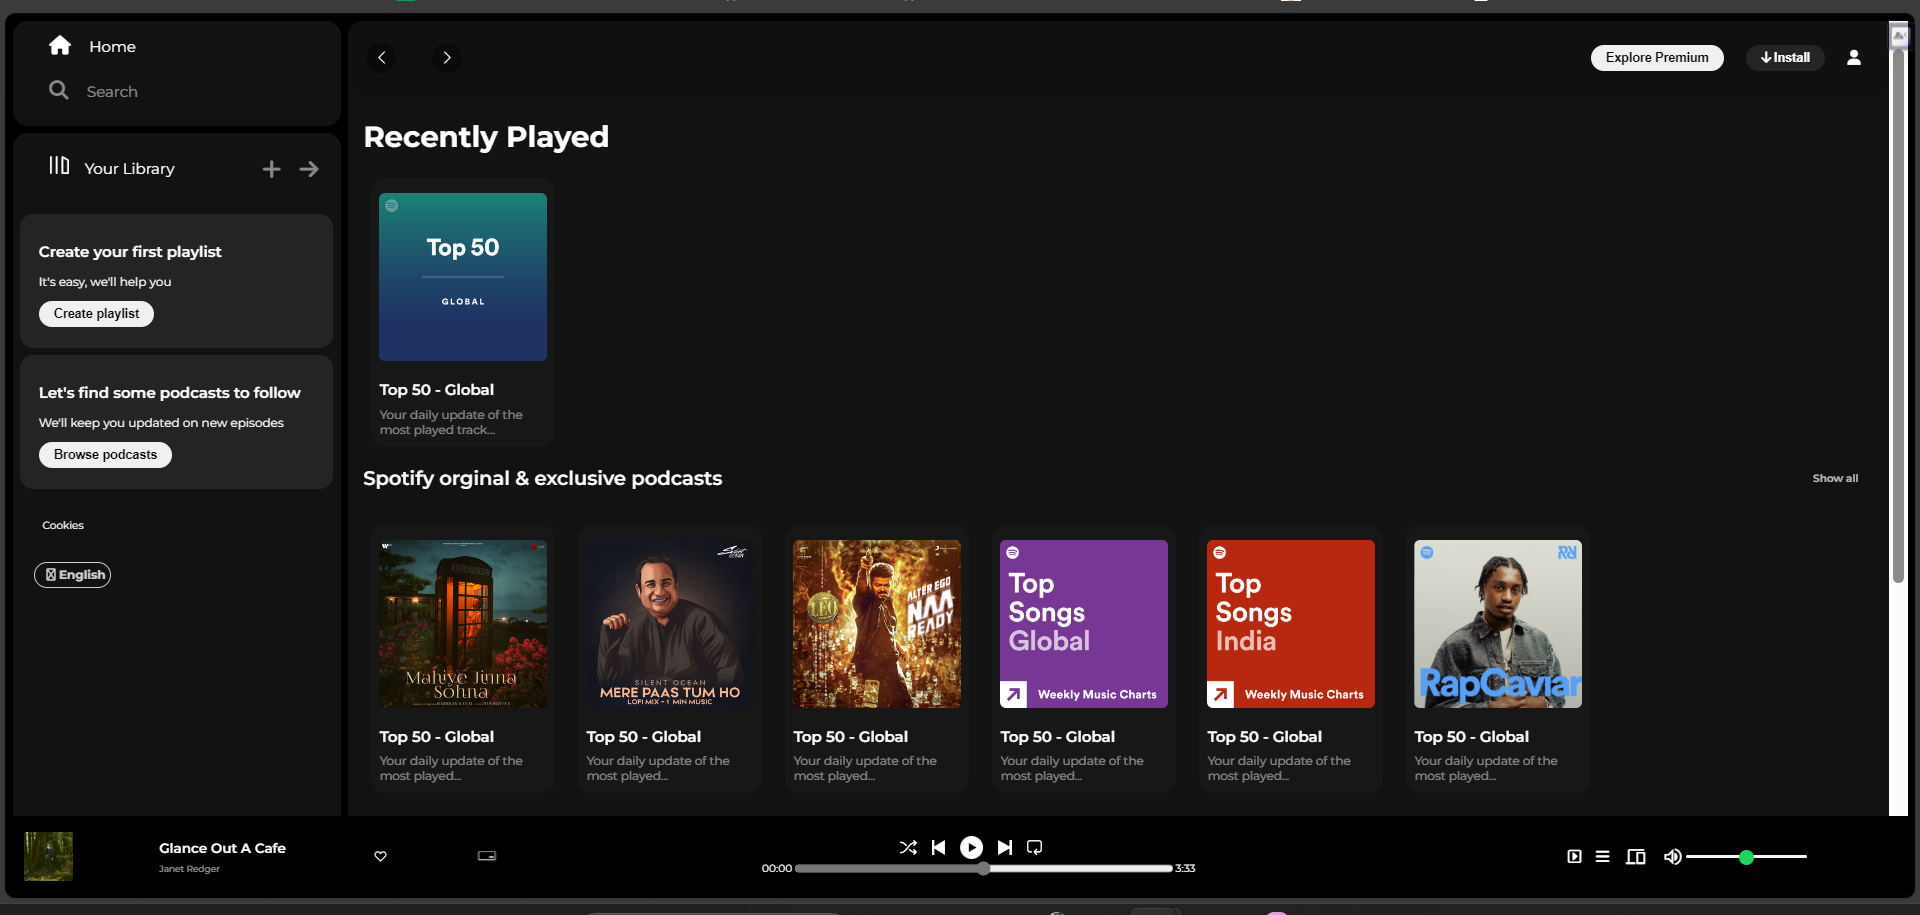 Home
Search
Your Library
Create your first playlist
It's easy, we'll help you
Create playlist
Let's find some podcasts to follow
We'll keep you updated on new episodes
Browse podcasts
Cookies
English
Explore Premium
Install
Recently Played
Top 50
GLOBAL
Top 50 - Global
Your daily update of the
most played track...
Spotify orginal & exclusive podcasts
Show all
Mahiye Jinna
Sohna
Top 50 - Global
Your daily update of the
most played...
Silent
Ocean
SILENT OCEAN
MERE PAAS TUM HO
LOFI MIX - 1 MIN MUSIC
Top 50 - Global
Your daily update of the
most played...
LEO
ALTER EGO
NAA
READY
Top 50 - Global
Your daily update of the
most played...
Top
Songs
Global
Weekly Music Charts
Top 50 - Global
Your daily update of the
most played...
Top
Songs
India
Weekly Music Charts
Top 50 - Global
Your daily update of the
most played...
RapCaviar
Top 50 - Global
Your daily update of the
most played...
Glance Out A Cafe
Janet Redger
00:00
3:33